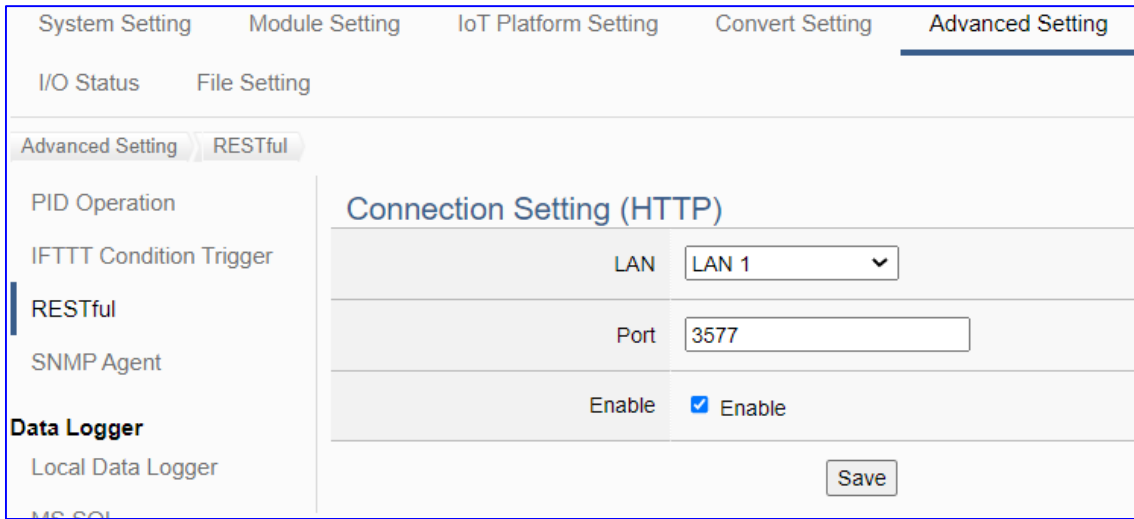 System Setting Module Setting IoT Platform Setting Convert Setting Advanced Setting
I/O Status File Setting
Advanced Setting RESTful
PID Operation
IFTTT Condition Trigger
RESTful
SNMP Agent
Data Logger
Local Data Logger
MS SQL
Connection Setting (HTTP)
LAN LAN 1
Port 3577
Enable Enable
Save